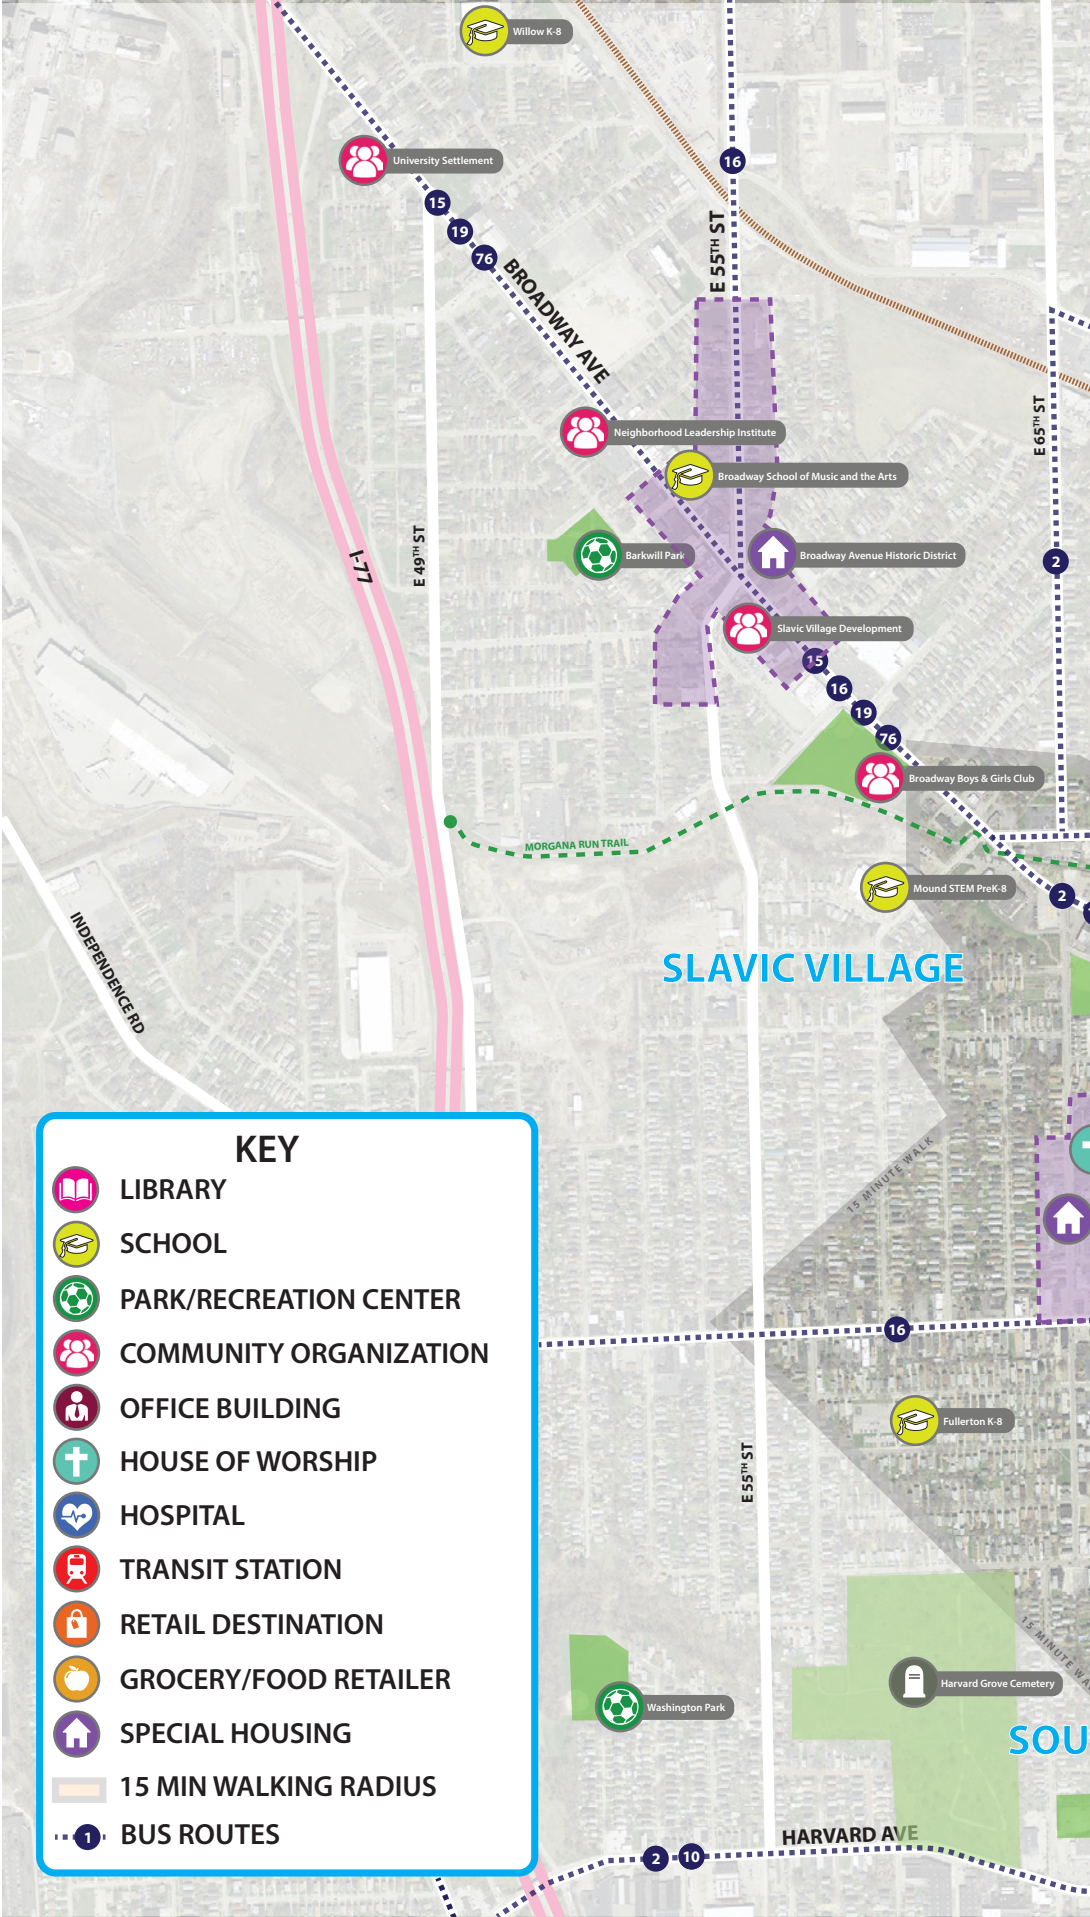 Willow K-8
University Settlement
16
15
19
76
E 55TH ST
BROADWAY AVE
E 65TH ST
Neighborhood Leadership Institute
Broadway School of Music and the Arts
E 49TH ST
I-77
Barkwill Park
Broadway Avenue Historic District
2
Slavic Village Development
15
16
19
76
Broadway Boys & Girls Club
MORGANA RUN TRAIL
Mound STEM PreK-8
2
INDEPENDENCE RD
SLAVIC VILLAGE
15 MINUTE WALK
16
Fullerton K-8
E 55TH ST
15 MINUTE WA
Harvard Grove Cemetery
Washington Park
SOU
HARVARD AVE
2
10
KEY
LIBRARY
SCHOOL
PARK/RECREATION CENTER
COMMUNITY ORGANIZATION
OFFICE BUILDING
HOUSE OF WORSHIP
HOSPITAL
TRANSIT STATION
RETAIL DESTINATION
GROCERY/FOOD RETAILER
SPECIAL HOUSING
15 MIN WALKING RADIUS
1 BUS ROUTES